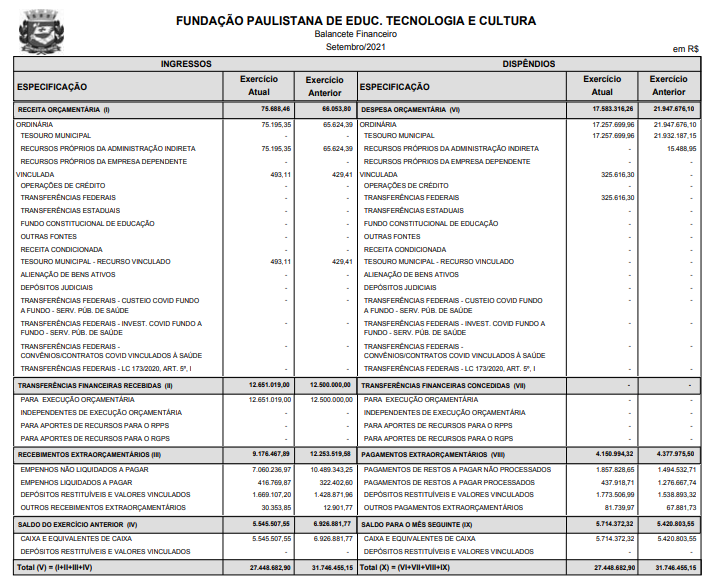 FUNDAÇÃO PAULISTANA DE EDUC. TECNOLOGIA E CULTURA
Balancete Financeiro
Setembro/2021
em R$
INGRESSOS DISPÊNDIOS
ESPECIFICAÇÃO Exercício Atual Exercício Anterior ESPECIFICAÇÃO Exercício Atual Exercício Anterior
RECEITA ORÇAMENTÁRIA (I) 75.688,46 66.053,80 DESPESA ORÇAMENTÁRIA (VI) 17.583.316,26 21.947.676,10
ORDINÁRIA 75.195,35 65.624,39 ORDINÁRIA 17.257.699,96 21.947.676,10
TESOURO MUNICIPAL - - TESOURO MUNICIPAL 17.257.699,96 21.932.187,15
RECURSOS PRÓPRIOS DA ADMINISTRAÇÃO INDIRETA 75.195,35 65.624,39 RECURSOS PRÓPRIOS DA ADMINISTRAÇÃO INDIRETA - 15.488,95
RECURSOS PRÓPRIOS DA EMPRESA DEPENDENTE - - RECURSOS PRÓPRIOS DA EMPRESA DEPENDENTE - -
VINCULADA 493,11 429,41 VINCULADA 325.616,30 -
OPERAÇÕES DE CRÉDITO - - OPERAÇÕES DE CRÉDITO - -
TRANSFERÊNCIAS FEDERAIS - - TRANSFERÊNCIAS FEDERAIS 325.616,30 -
TRANSFERÊNCIAS ESTADUAIS - - TRANSFERÊNCIAS ESTADUAIS - -
FUNDO CONSTITUCIONAL DE EDUCAÇÃO - - FUNDO CONSTITUCIONAL DE EDUCAÇÃO - -
OUTRAS FONTES - - OUTRAS FONTES - -
RECEITA CONDICIONADA - - RECEITA CONDICIONADA - -
TESOURO MUNICIPAL - RECURSO VINCULADO 493,11 429,41 TESOURO MUNICIPAL - RECURSO VINCULADO - -
ALIENAÇÃO DE BENS ATIVOS - - ALIENAÇÃO DE BENS ATIVOS - -
DEPÓSITOS JUDICIAIS - - DEPÓSITOS JUDICIAIS - -
TRANSFERÊNCIAS FEDERAIS - CUSTEIO COVID FUNDO A FUNDO - SERV. PÚB. DE SAÚDE - - TRANSFERÊNCIAS FEDERAIS - CUSTEIO COVID FUNDO A FUNDO - SERV. PÚB. DE SAÚDE - -
TRANSFERÊNCIAS FEDERAIS - INVEST. COVID FUNDO A FUNDO - SERV. PÚB. DE SAÚDE - - TRANSFERÊNCIAS FEDERAIS - INVEST. COVID FUNDO A FUNDO - SERV. PÚB. DE SAÚDE - -
TRANSFERÊNCIAS FEDERAIS - CONVÊNIOS/CONTRATOS COVID VINCULADOS À SAÚDE - - TRANSFERÊNCIAS FEDERAIS - CONVÊNIOS/CONTRATOS COVID VINCULADOS À SAÚDE - -
TRANSFERÊNCIAS FEDERAIS - LC 173/2020, ART. 5º, I - - TRANSFERÊNCIAS FEDERAIS - LC 173/2020, ART. 5º, I - -
TRANSFERÊNCIAS FINANCEIRAS RECEBIDAS (II) 12.651.019,00 12.500.000,00 TRANSFERÊNCIAS FINANCEIRAS CONCEDIDAS (VII) - -
PARA EXECUÇÃO ORÇAMENTÁRIA 12.651.019,00 12.500.000,00 PARA EXECUÇÃO ORÇAMENTÁRIA - -
INDEPENDENTES DE EXECUÇÃO ORÇAMENTÁRIA - - INDEPENDENTES DE EXECUÇÃO ORÇAMENTÁRIA - -
PARA APORTES DE RECURSOS PARA O RPPS - - PARA APORTES DE RECURSOS PARA O RPPS - -
PARA APORTES DE RECURSOS PARA O RGPS - - PARA APORTES DE RECURSOS PARA O RGPS - -
RECEBIMENTOS EXTRAORÇAMENTÁRIOS (III) 9.176.467,89 12.253.519,58 PAGAMENTOS EXTRAORÇAMENTÁRIOS (VIII) 4.150.994,32 4.377.975,50
EMPENHOS NÃO LIQUIDADOS A PAGAR 7.060.236,97 10.489.343,25 PAGAMENTOS DE RESTOS A PAGAR NÃO PROCESSADOS 1.857.828,65 1.494.532,71
EMPENHOS LIQUIDADOS A PAGAR 416.769,87 322.402,60 PAGAMENTOS DE RESTOS A PAGAR PROCESSADOS 437.918,71 1.276.667,74
DEPÓSITOS RESTITUÍVEIS E VALORES VINCULADOS 1.669.107,20 1.428.871,96 DEPÓSITOS RESTITUÍVEIS E VALORES VINCULADOS 1.773.506,99 1.538.893,32
OUTROS RECEBIMENTOS EXTRAORÇAMENTÁRIOS 30.353,85 12.901,77 OUTROS PAGAMENTOS EXTRAORÇAMENTÁRIOS 81.739,97 67.881,73
SALDO DO EXERCÍCIO ANTERIOR (IV) 5.545.507,55 6.926.881,77 SALDO PARA O MÊS SEGUINTE (IX) 5.714.372,32 5.420.803,55
CAIXA E EQUIVALENTES DE CAIXA 5.545.507,55 6.926.881,77 CAIXA E EQUIVALENTES DE CAIXA 5.714.372,32 5.420.803,55
DEPÓSITOS RESTITUÍVEIS E VALORES VINCULADOS - - DEPÓSITOS RESTITUÍVEIS E VALORES VINCULADOS - -
Total (V) = (I+II+III+IV) 27.448.682,90 31.746.455,15 Total (X) = (VI+VII+VIII+IX) 27.448.682,90 31.746.455,15